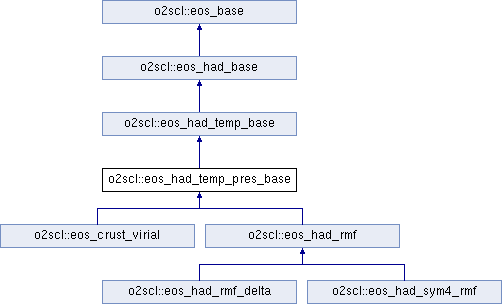 o2scl::eos_base
o2scl::eos_had_base
o2scl::eos_had_temp_base
o2scl::eos_had_temp_pres_base
o2scl::eos_crust_virial
o2scl::eos_had_rmf
o2scl::eos_had_rmf_delta
o2scl::eos_had_sym4_rmf